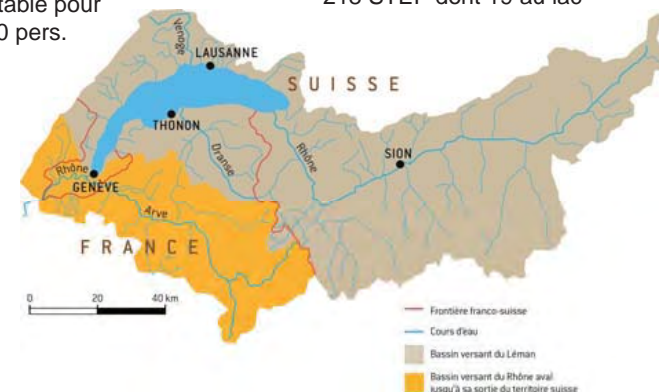 table pour
0 pers.
218 STEP dont 19 au lac
Venoge
LAUSANNE
SUISSE
THONON
Dranse
Rhône
SION
Rhône
GENÈVE
Arve
FRANCE
0 20 40 km
Frontière franco-suisse
Cours d'eau
Bassin versant du Léman
Bassin versant du Rhône aval
jusqu'à sa sortie du territoire suisse